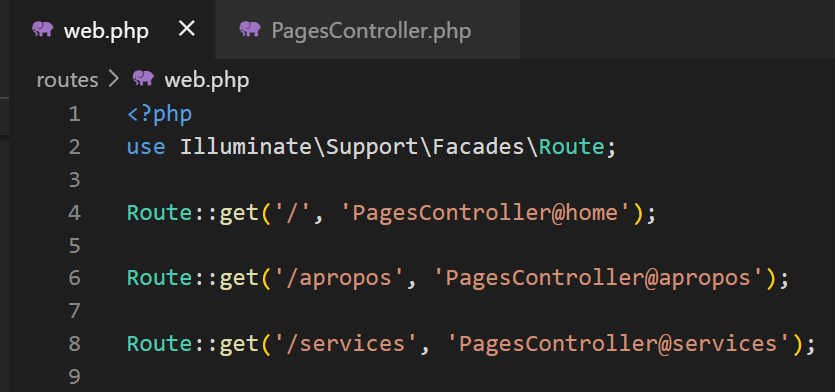 web.php × PagesController.php
routes > web.php
1 <?php
2 use Illuminate\Support\Facades\Route;
3
4 Route::get('/', 'PagesController@home');
5
6 Route::get('/apropos', 'PagesController@apropos');
7
8 Route::get('/services', 'PagesController@services');
9